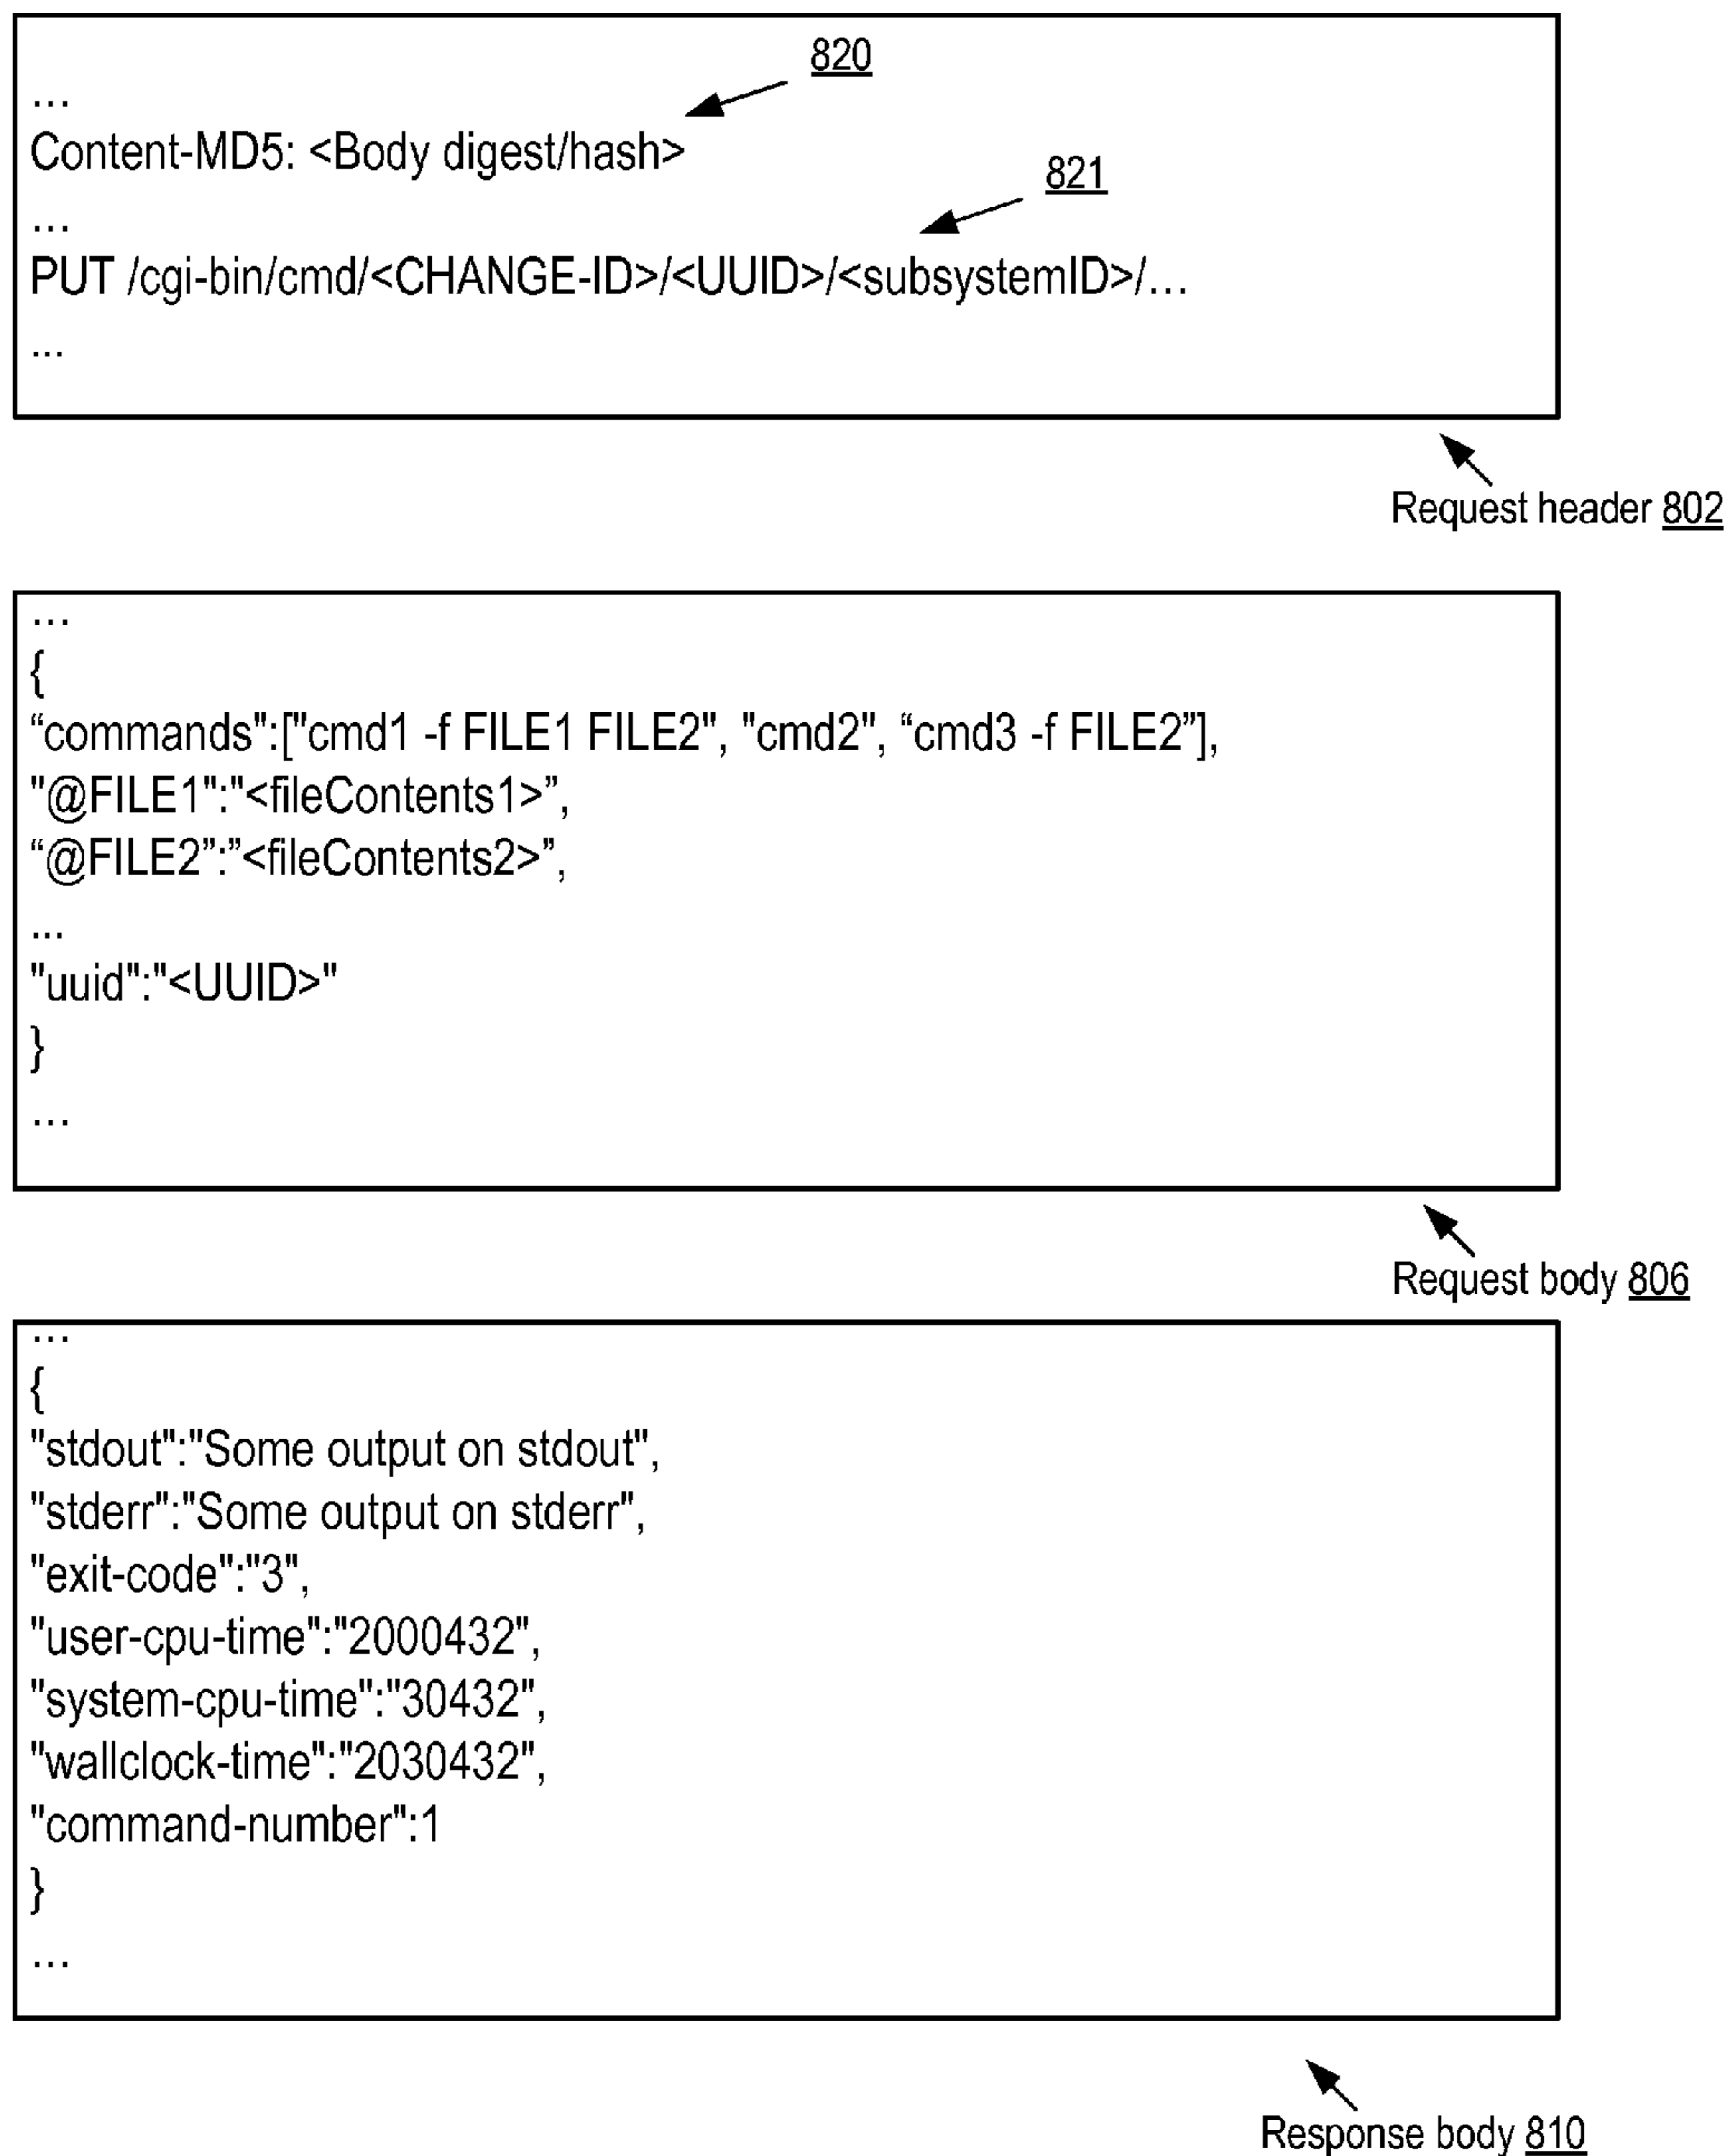 820
…
Content-MD5: <Body digest/hash>
821
…
PUT /cgi-bin/cmd/<CHANGE-ID>/<UUID>/<subsystemID>/…
...
Request header 802
…
{
“commands":["cmd1 -f FILE1 FILE2", "cmd2", “cmd3 -f FILE2”],
"@FILE1":"<fileContents1>”,
“@FILE2”:”<fileContents2>”,
...
"uuid":"<UUID>"
}
…
Request body 806
…
{
"stdout":"Some output on stdout",
"stderr":"Some output on stderr",
"exit-code":"3",
"user-cpu-time":"2000432",
"system-cpu-time":"30432",
"wallclock-time":"2030432",
"command-number":1
}
…
Response body 810